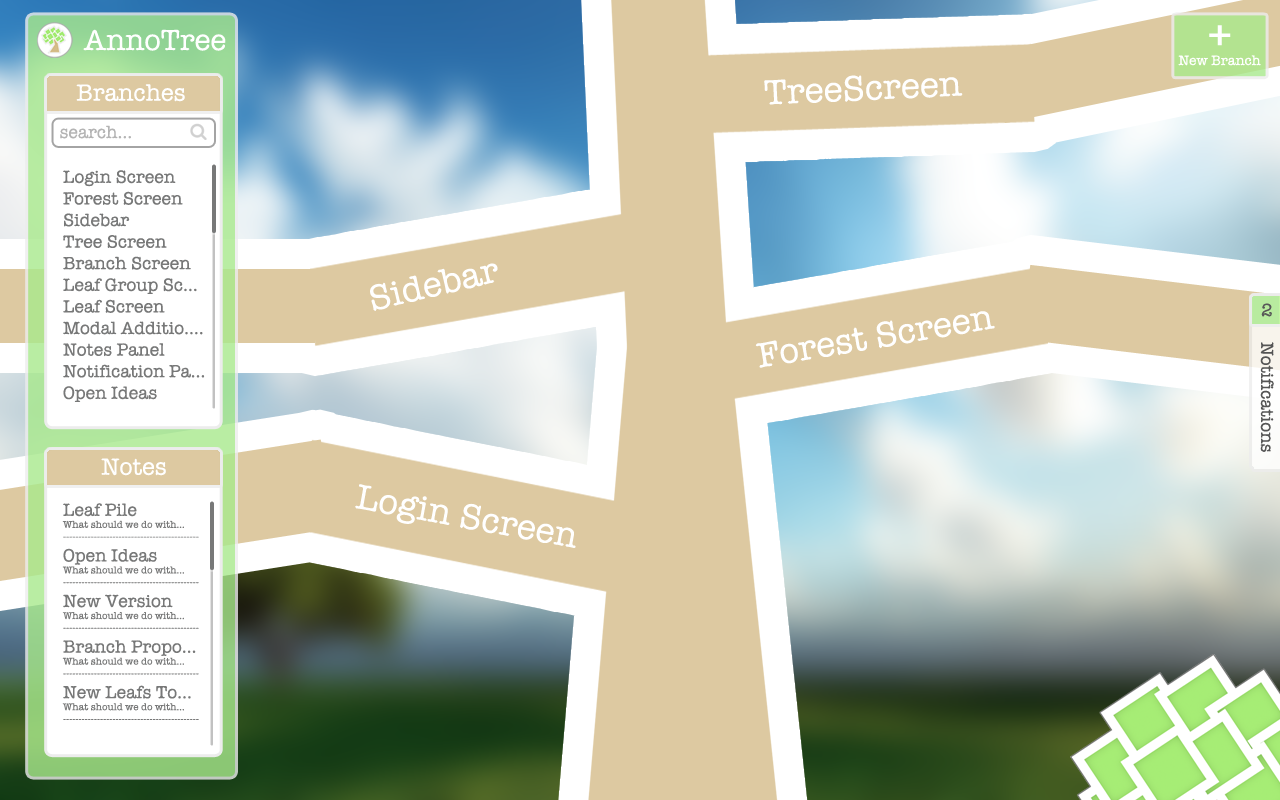 AnnoTree
Branches
search...
Login Screen
Forest Screen
Sidebar
Tree Screen
Branch Screen
Leaf Group Sc...
Leaf Screen
Modal Additio....
Notes Panel
Notification Pa...
Open Ideas
Notes
Leaf Pile
What should we do with...
Open Ideas
What should we do with...
New Version
What should we do with...
Branch Propo...
What should we do with...
New Leafs To...
What should we do with...
Sidebar
Login Screen
TreeScreen
Forest Screen
+
New Branch
2
Notifications